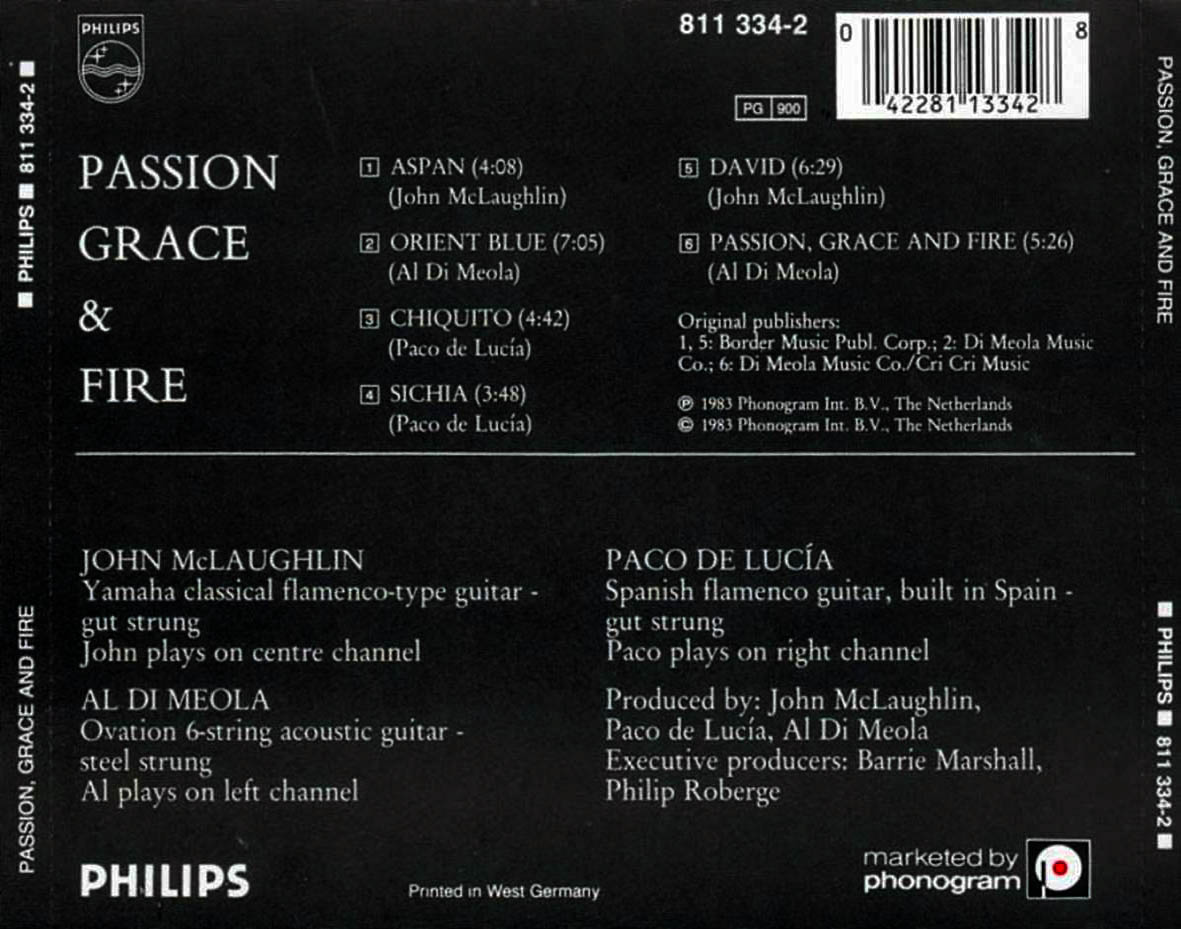 PHILIPS
811 334-2
0 42281 13342 8
PG 900
PASSION
GRACE
&
FIRE
1 ASPAN (4:08)
(John McLaughlin)
2 ORIENT BLUE (7:05)
(Al Di Meola)
3 CHIQUITO (4:42)
(Paco de Lucía)
4 SICHIA (3:48)
(Paco de Lucía)
5 DAVID (6:29)
(John McLaughlin)
6 PASSION, GRACE AND FIRE (5:26)
(Al Di Meola)
Original publishers:
1, 5: Border Music Publ. Corp.; 2: Di Meola Music
Co.; 6: Di Meola Music Co./Cri Cri Music
℗ 1983 Phonogram Int. B.V., The Netherlands
© 1983 Phonogram Int. B.V., The Netherlands
JOHN McLAUGHLIN
Yamaha classical flamenco-type guitar -
gut strung
John plays on centre channel
AL DI MEOLA
Ovation 6-string acoustic guitar -
steel strung
Al plays on left channel
PACO DE LUCÍA
Spanish flamenco guitar, built in Spain -
gut strung
Paco plays on right channel
Produced by: John McLaughlin,
Paco de Lucía, Al Di Meola
Executive producers: Barrie Marshall,
Philip Roberge
PHILIPS
Printed in West Germany
marketed by
phonogram
PASSION, GRACE AND FIRE ■ PHILIPS ■ 811 334-2 ■
PASSION, GRACE AND FIRE ■ PHILIPS ■ 811 334-2 ■